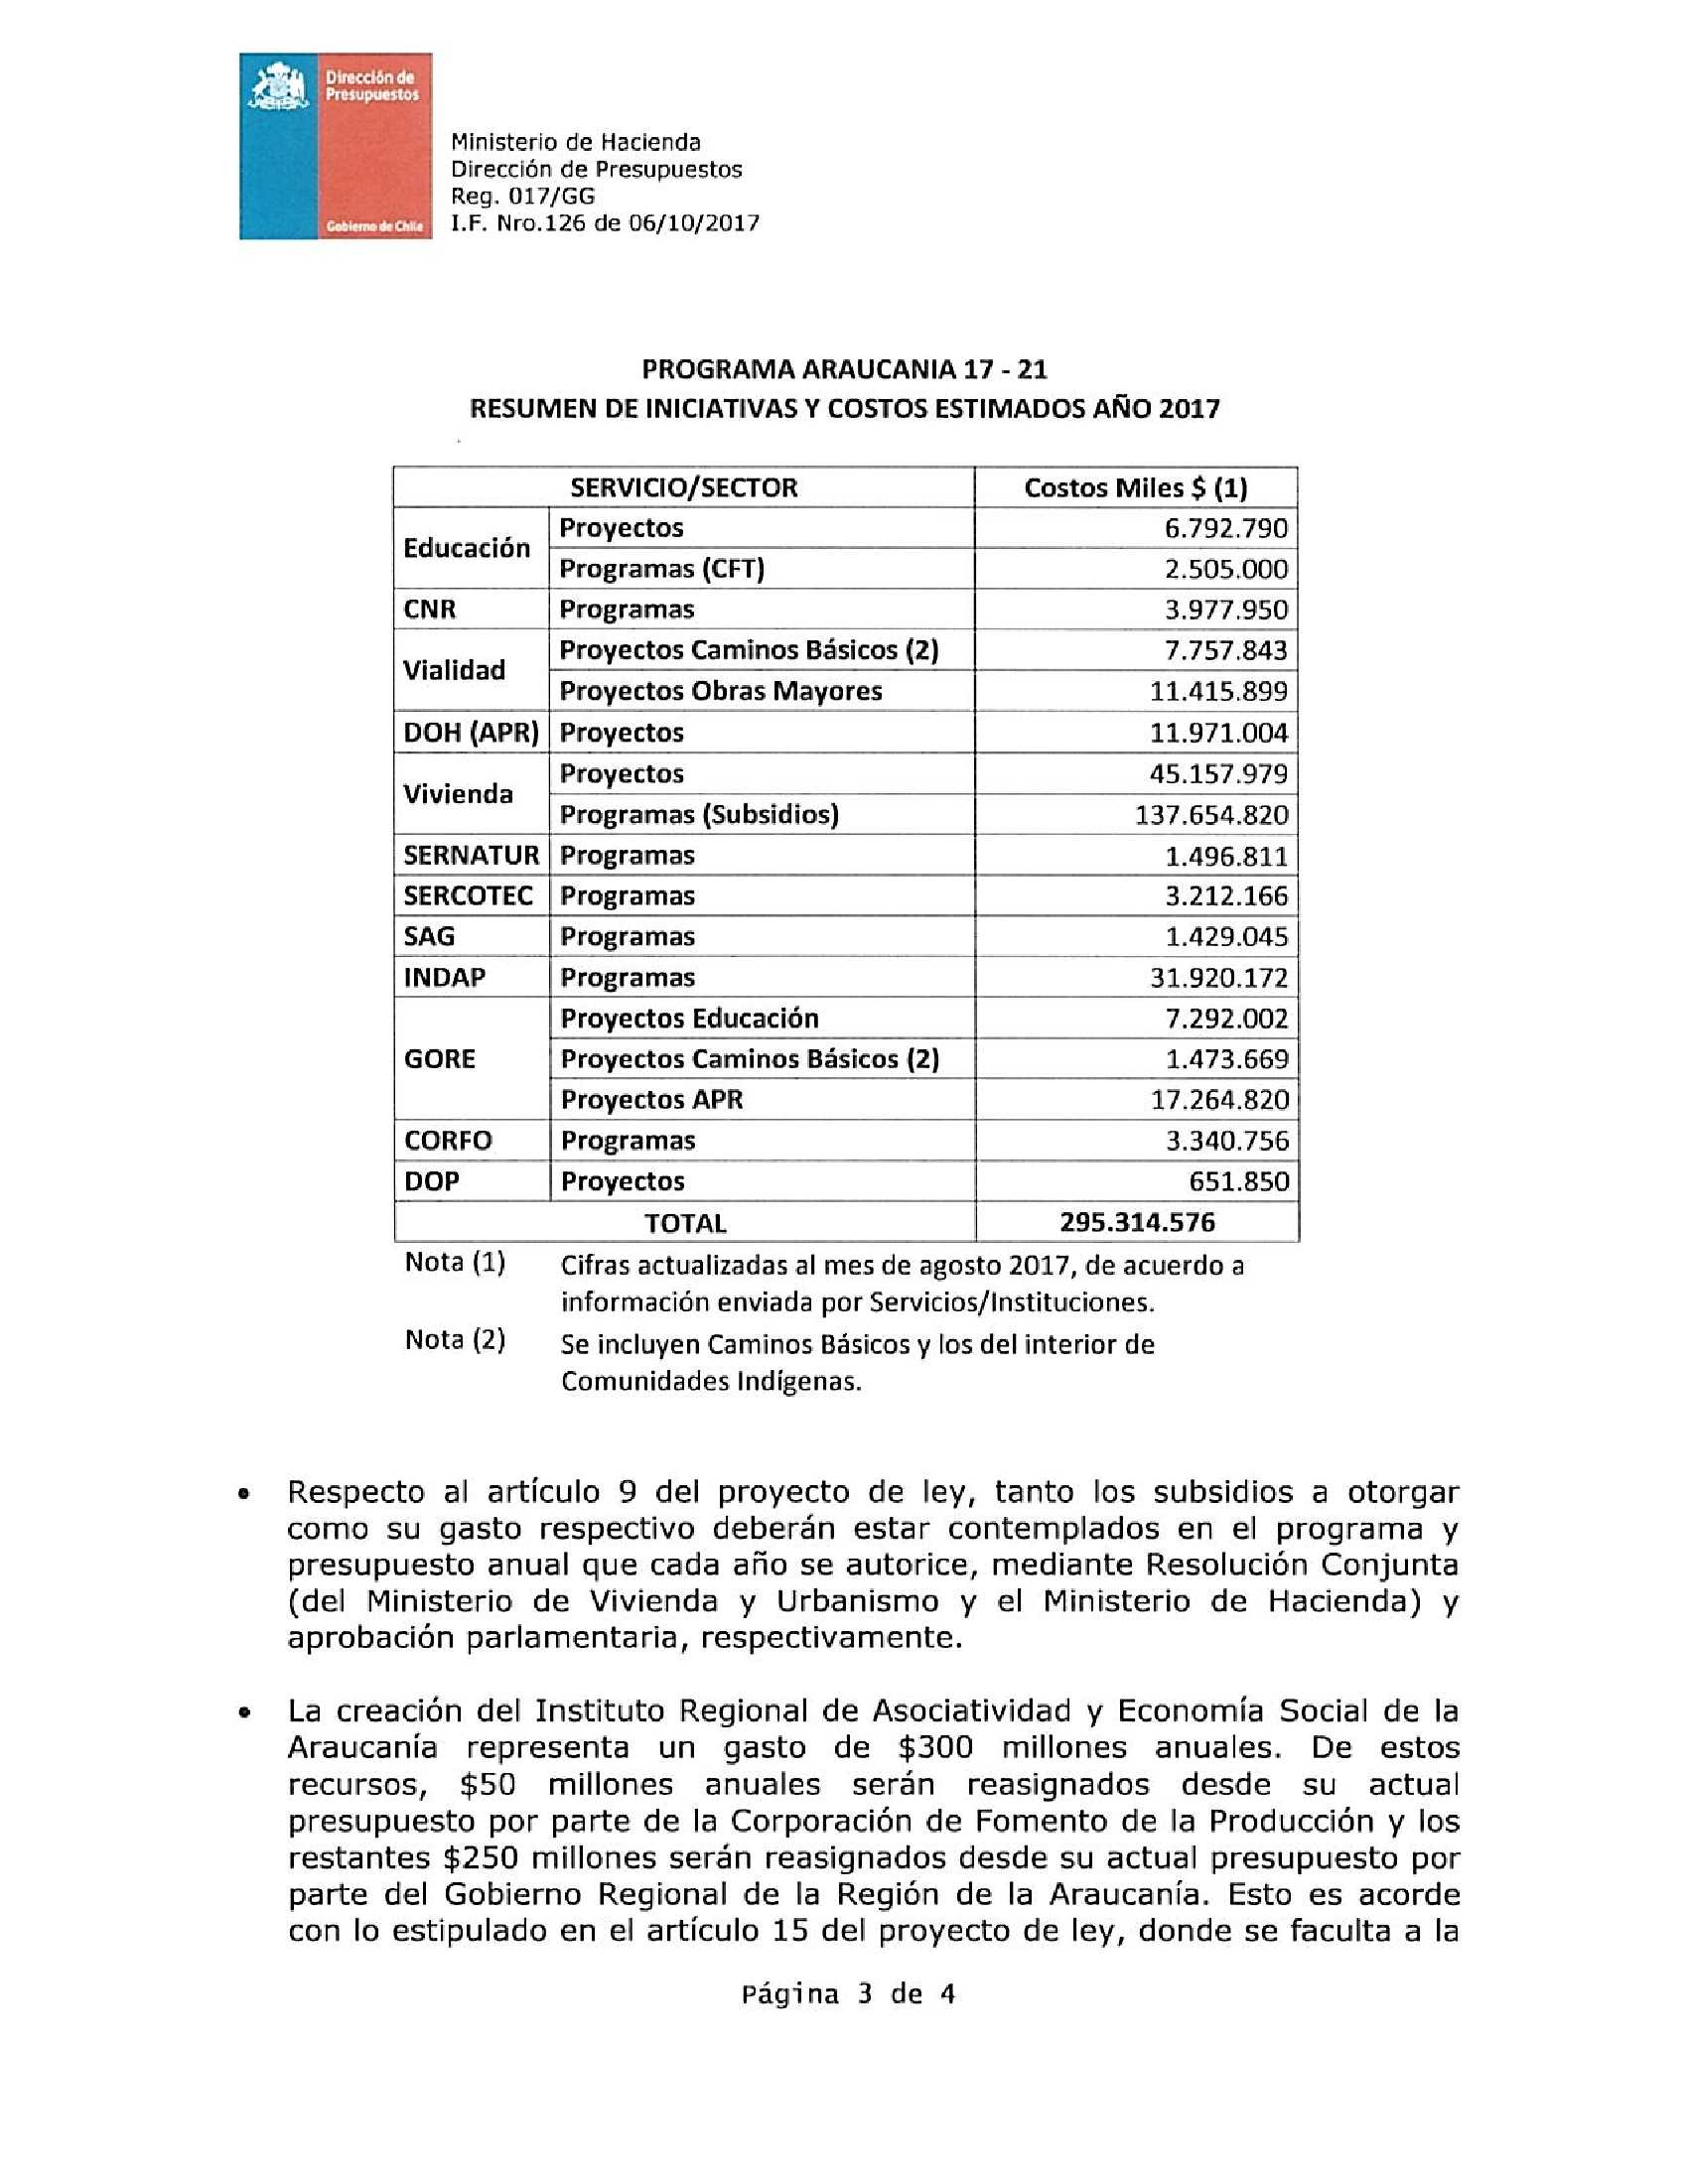 Dirección de
Presupuestos
Gobierno de Chile
Ministerio de Hacienda
Dirección de Presupuestos
Reg. 017/GG
I.F. Nro.126 de 06/10/2017
PROGRAMA ARAUCANIA 17 - 21
RESUMEN DE INICIATIVAS Y COSTOS ESTIMADOS AÑO 2017
SERVICIO/SECTOR Costos Miles $ (1)
Educación Proyectos 6.792.790
Programas (CFT) 2.505.000
CNR Programas 3.977.950
Vialidad Proyectos Caminos Básicos (2) 7.757.843
Proyectos Obras Mayores 11.415.899
DOH (APR) Proyectos 11.971.004
Vivienda Proyectos 45.157.979
Programas (Subsidios) 137.654.820
SERNATUR Programas 1.496.811
SERCOTEC Programas 3.212.166
SAG Programas 1.429.045
INDAP Programas 31.920.172
GORE Proyectos Educación 7.292.002
Proyectos Caminos Básicos (2) 1.473.669
Proyectos APR 17.264.820
CORFO Programas 3.340.756
DOP Proyectos 651.850
TOTAL 295.314.576
Nota (1) Cifras actualizadas al mes de agosto 2017, de acuerdo a
información enviada por Servicios/Instituciones.
Nota (2) Se incluyen Caminos Básicos y los del interior de
Comunidades Indígenas.
• Respecto al artículo 9 del proyecto de ley, tanto los subsidios a otorgar
como su gasto respectivo deberán estar contemplados en el programa y
presupuesto anual que cada año se autorice, mediante Resolución Conjunta
(del Ministerio de Vivienda y Urbanismo y el Ministerio de Hacienda) y
aprobación parlamentaria, respectivamente.
• La creación del Instituto Regional de Asociatividad y Economía Social de la
Araucanía representa un gasto de $300 millones anuales. De estos
recursos, $50 millones anuales serán reasignados desde su actual
presupuesto por parte de la Corporación de Fomento de la Producción y los
restantes $250 millones serán reasignados desde su actual presupuesto por
parte del Gobierno Regional de la Región de la Araucanía. Esto es acorde
con lo estipulado en el artículo 15 del proyecto de ley, donde se faculta a la
Página 3 de 4